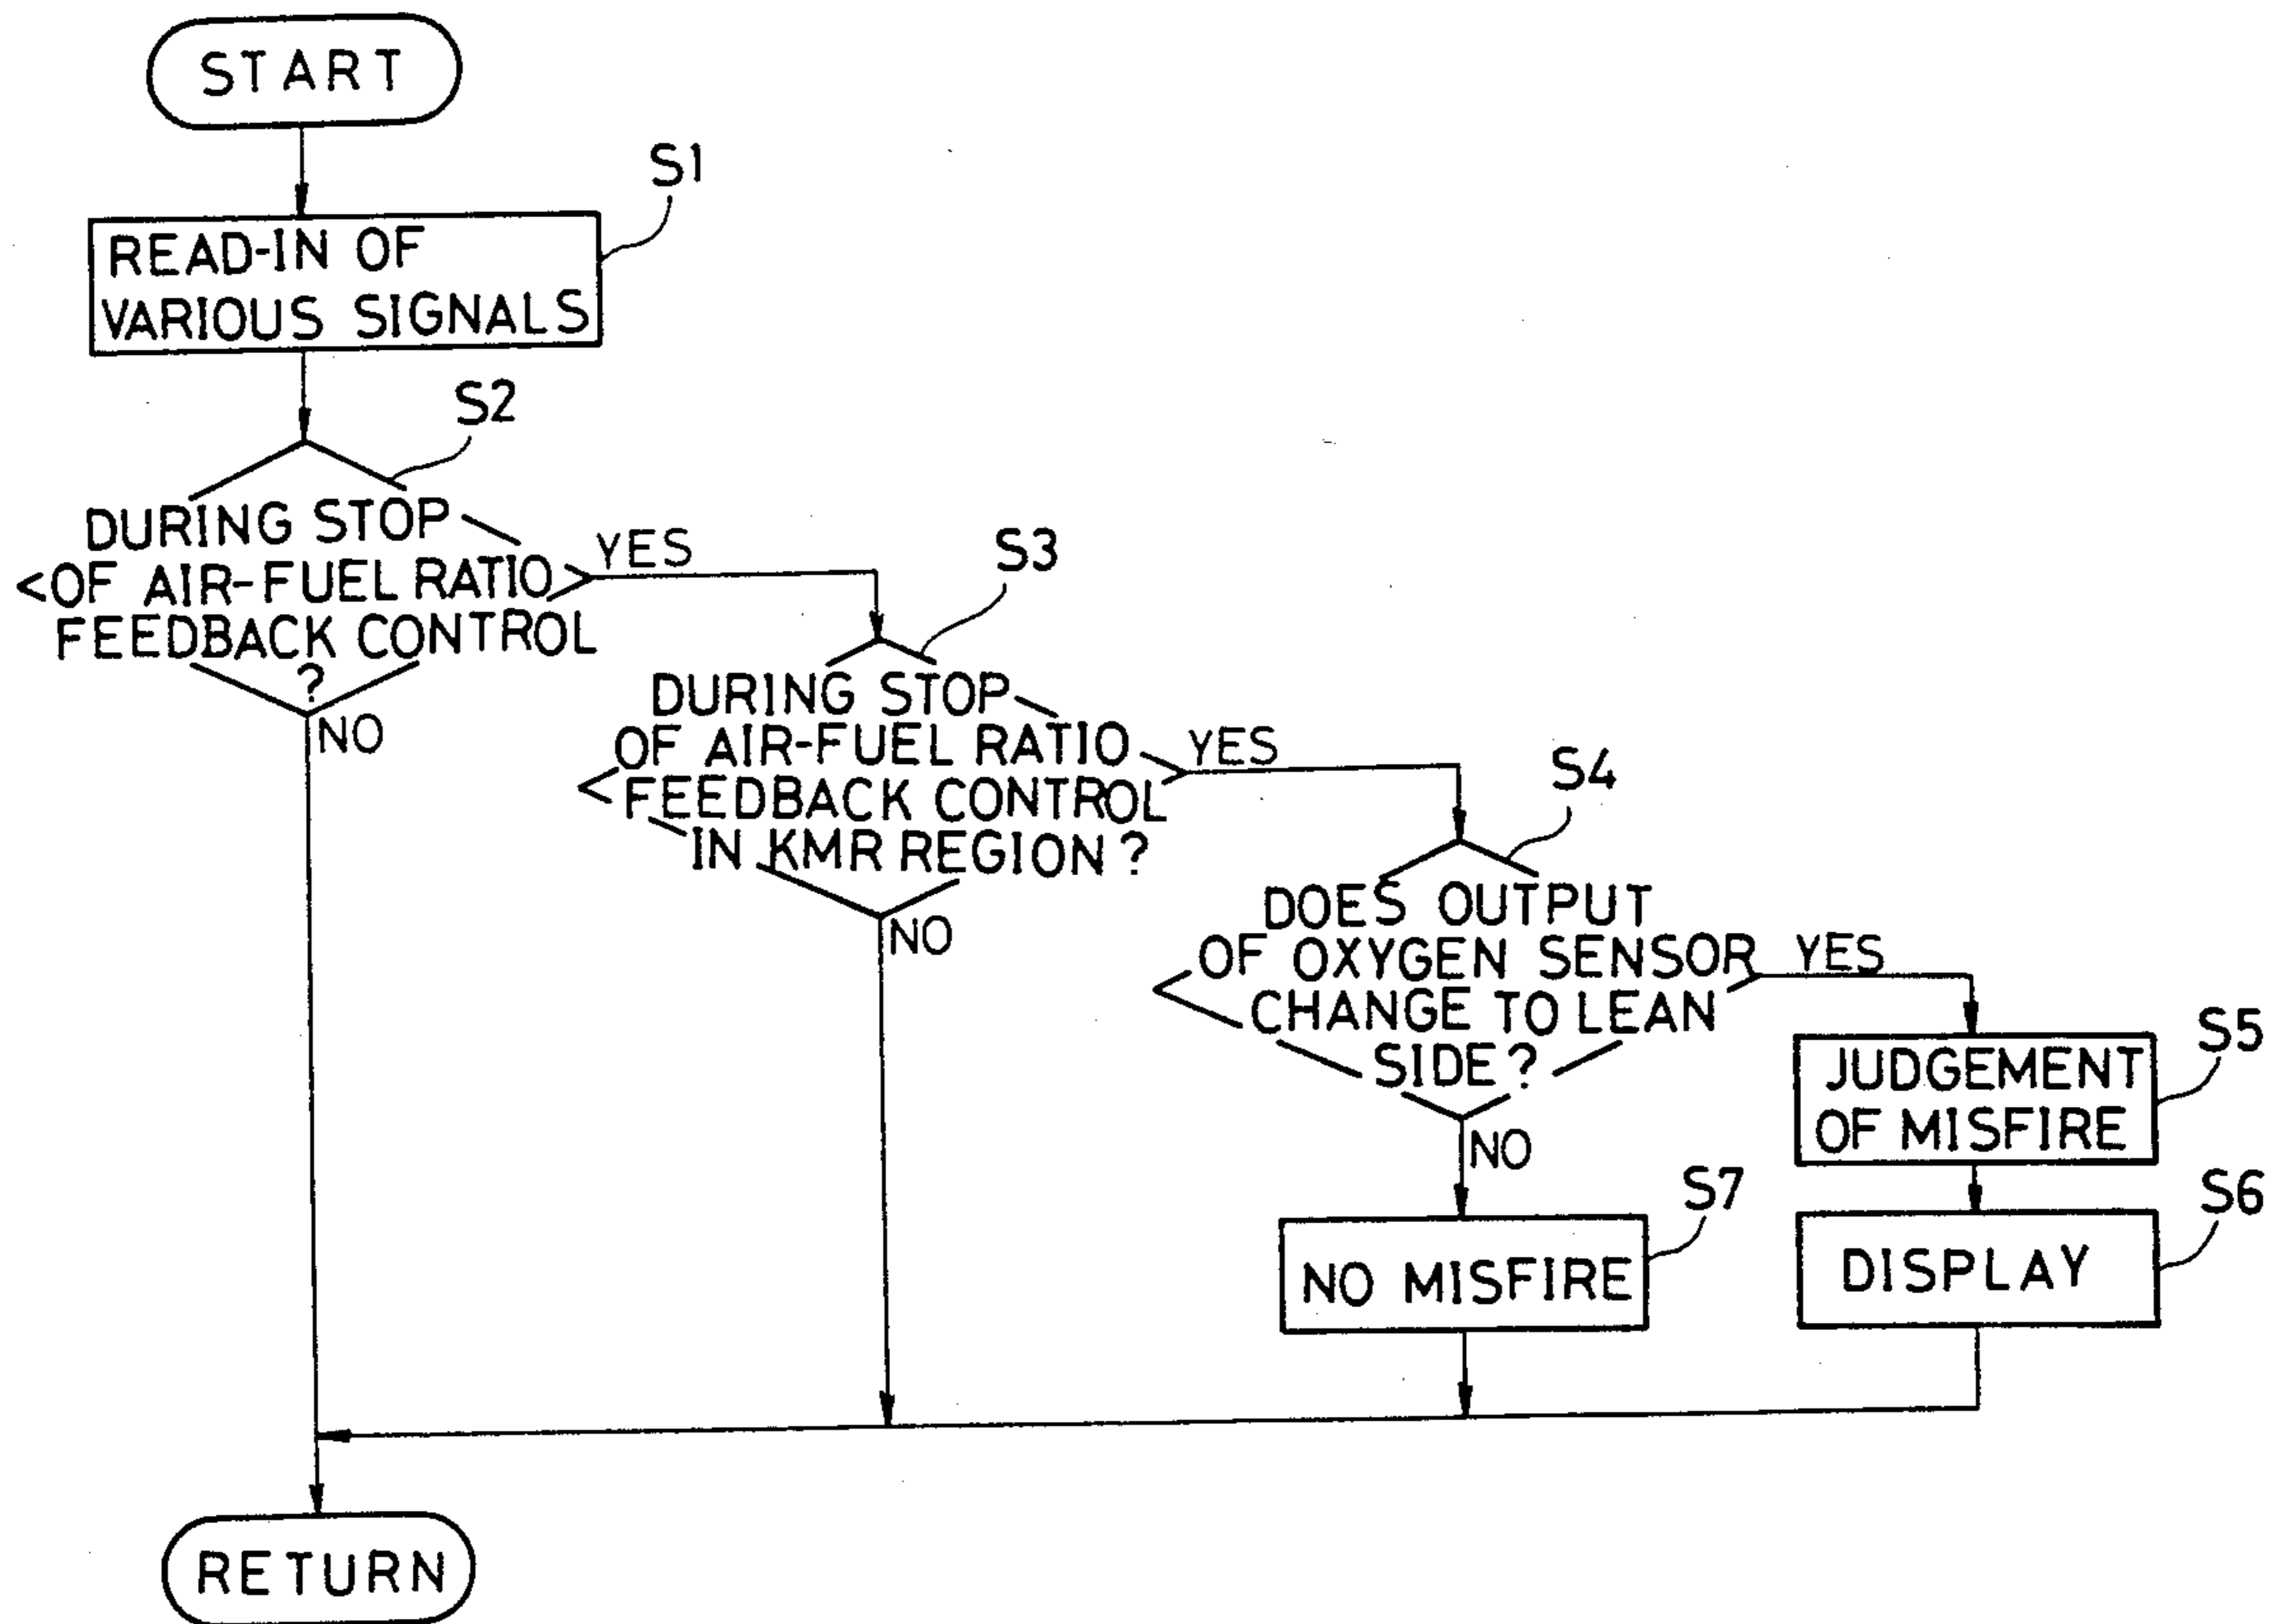 START
S1
READ-IN OF
VARIOUS SIGNALS
S2
DURING STOP
OF AIR-FUEL RATIO
FEEDBACK CONTROL
?
YES
NO
S3
DURING STOP
OF AIR-FUEL RATIO
FEEDBACK CONTROL
IN KMR REGION?
YES
NO
S4
DOES OUTPUT
OF OXYGEN SENSOR
CHANGE TO LEAN
SIDE?
YES
NO
S5
JUDGEMENT
OF MISFIRE
S6
DISPLAY
S7
NO MISFIRE
RETURN